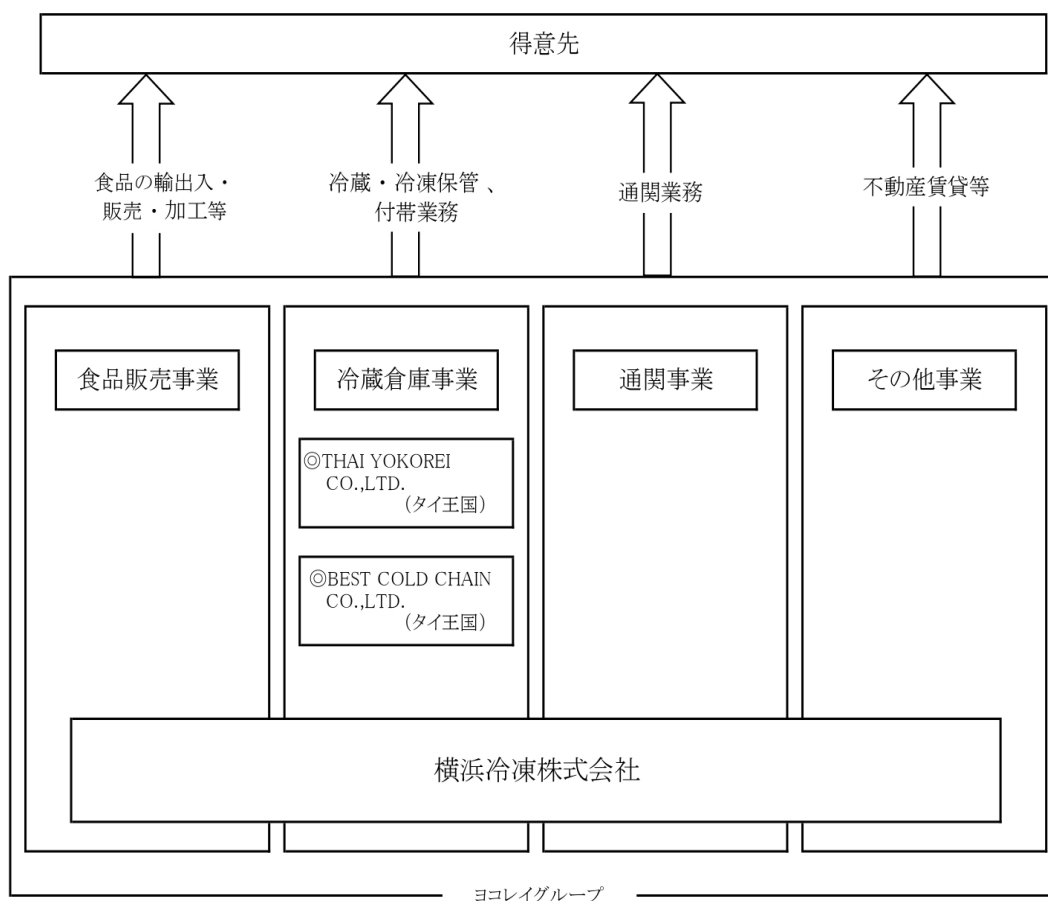 得意先
食品の輸出入・
販売・加工等
冷蔵・冷凍保管、
付帯業務
通関業務
不動産賃貸等
食品販売事業
冷蔵倉庫事業
通関事業
その他事業
◎THAI YOKOREI
CO.,LTD.
(タイ王国)
◎BEST COLD CHAIN
CO.,LTD.
(タイ王国)
横浜冷凍株式会社
ヨコレイグループ